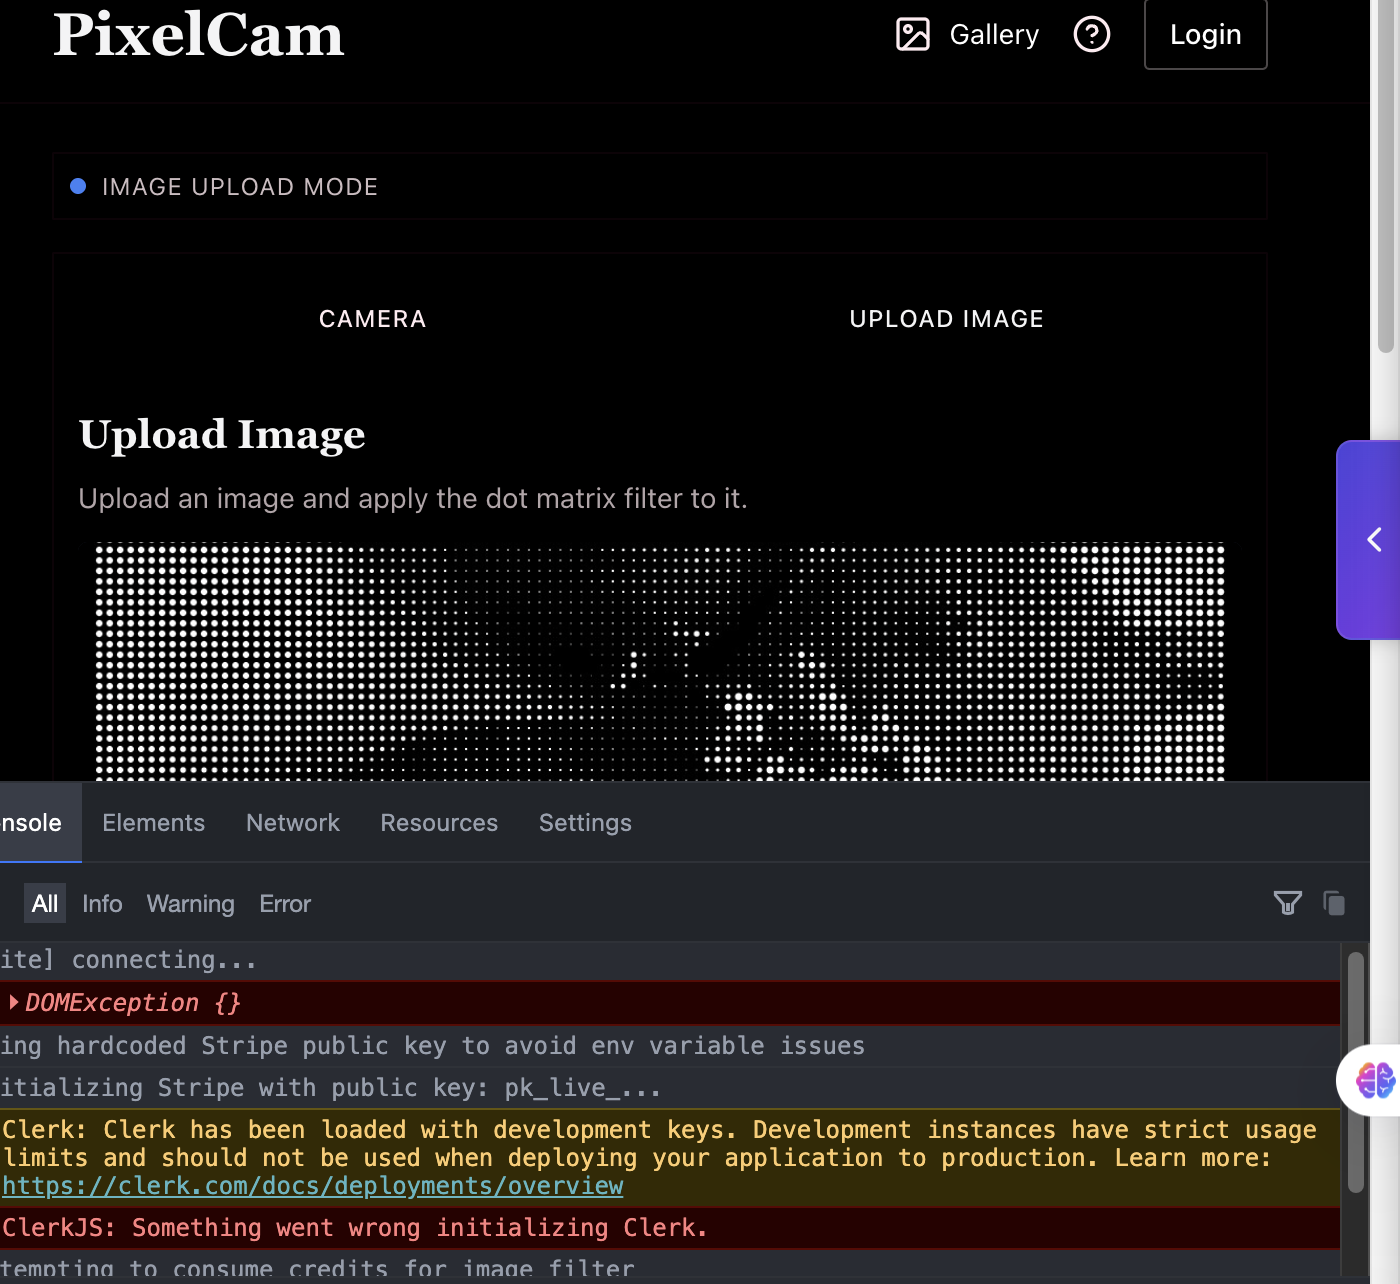 PixelCam
Gallery
Login
IMAGE UPLOAD MODE
CAMERA
UPLOAD IMAGE
Upload Image
Upload an image and apply the dot matrix filter to it.
nsole
Elements
Network
Resources
Settings
All
Info
Warning
Error
ite] connecting...
DOMException {}
ing hardcoded Stripe public key to avoid env variable issues
itializing Stripe with public key: pk_live_...
Clerk: Clerk has been loaded with development keys. Development instances have strict usage
limits and should not be used when deploying your application to production. Learn more:
https://clerk.com/docs/deployments/overview
ClerkJS: Something went wrong initializing Clerk.
tempting to consume credits for image filter